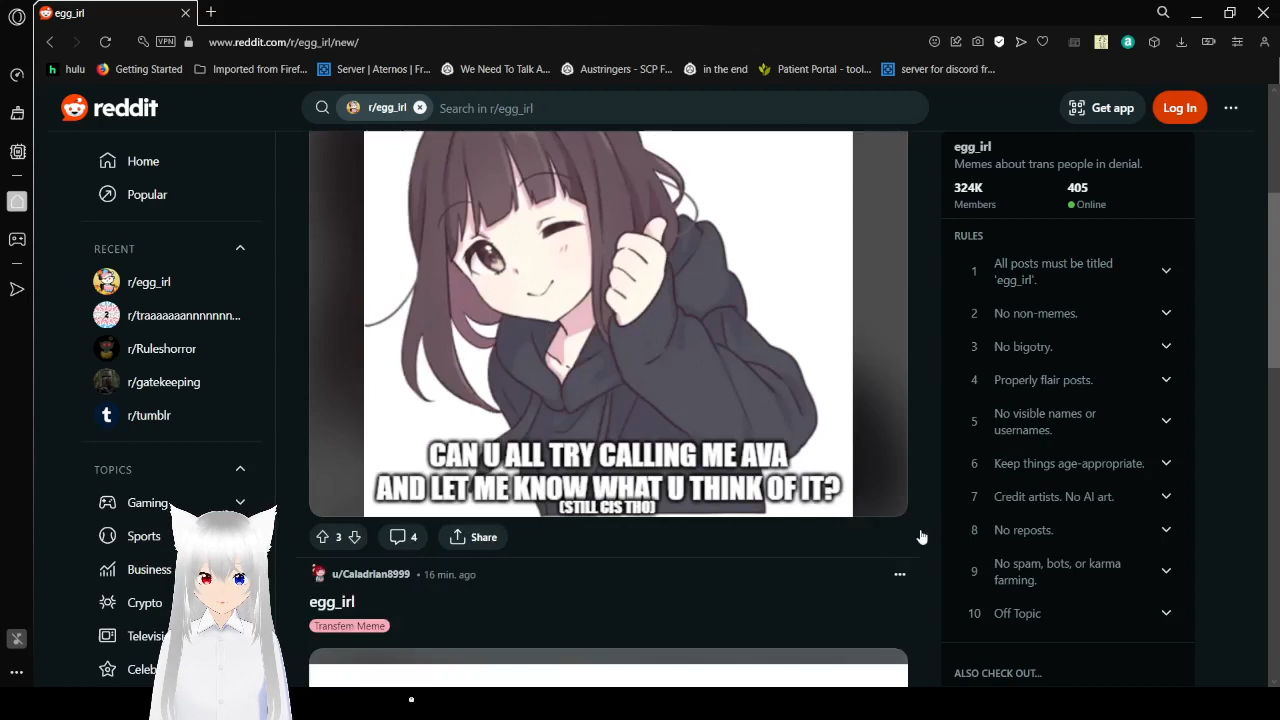 egg_irl
VPN
www.reddit.com/r/egg_irl/new/
hulu
Getting Started
Imported from Firef...
Server | Aternos | Fr...
We Need To Talk A...
Austringers - SCP F...
in the end
Patient Portal - tool...
server for discord fr...
reddit
r/egg_irl
Search in r/egg_irl
Get app
Log In
Home
Popular
RECENT
r/egg_irl
r/traaaaaaannnnnnn...
r/Ruleshorror
r/gatekeeping
r/tumblr
TOPICS
Gaming
Sports
Business
Crypto
Televisi
Celeb
CAN U ALL TRY CALLING ME AVA
AND LET ME KNOW WHAT U THINK OF IT?
(STILL CIS THO)
3
4
Share
u/Caladrian8999 • 16 min. ago
egg_irl
Transfem Meme
egg_irl
Memes about trans people in denial.
324K 405
Members Online
RULES
1 All posts must be titled
'egg_irl'.
2 No non-memes.
3 No bigotry.
4 Properly flair posts.
5 No visible names or
usernames.
6 Keep things age-appropriate.
7 Credit artists. No AI art.
8 No reposts.
9 No spam, bots, or karma
farming.
10 Off Topic
ALSO CHECK OUT...